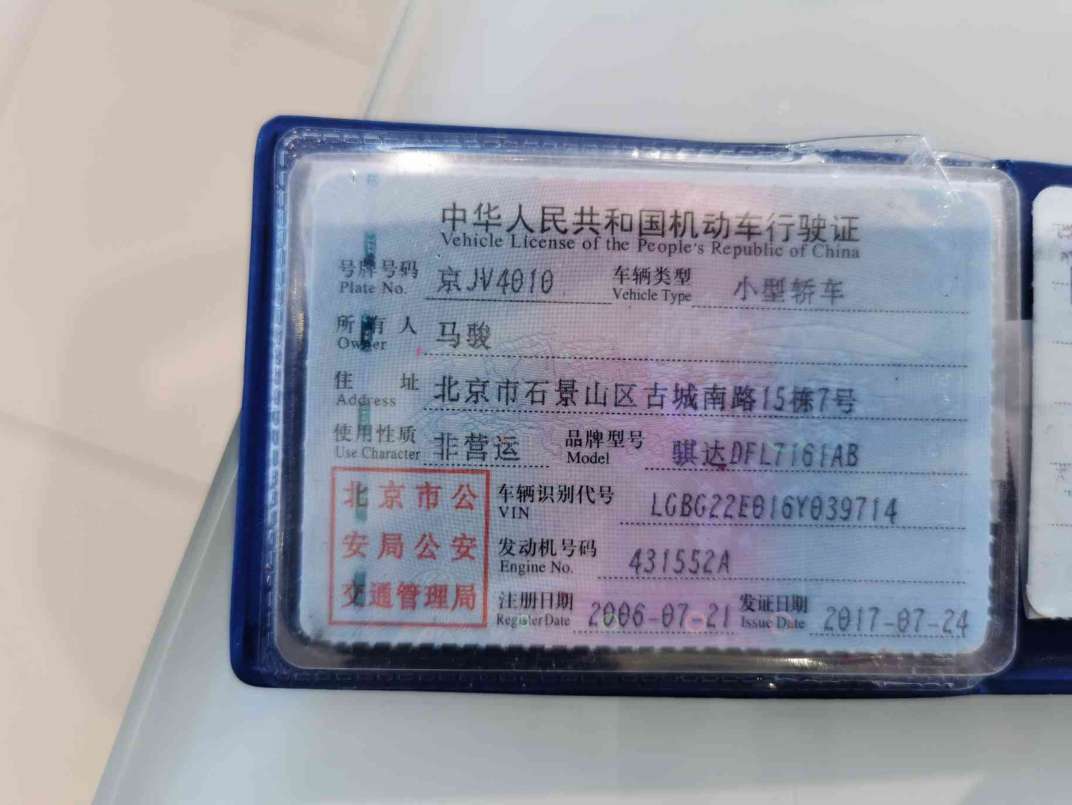 中华人民共和国机动车行驶证
Vehicle License of the People's Republic of China
号牌号码 京JV4010 车辆类型 小型轿车
Plate No. Vehicle Type
所有人 马骏
Owner
住址 北京市石景山区古城南路15栋7号
Address
使用性质 非营运 品牌型号 骐达DFL7161AB
Use Character Model
北京市公
安局公安
交通管理局
车辆识别代号 LGBG22E016Y039714
VIN
发动机号码 431552A
Engine No.
注册日期 2006-07-21 发证日期 2017-07-24
Register Date Issue Date